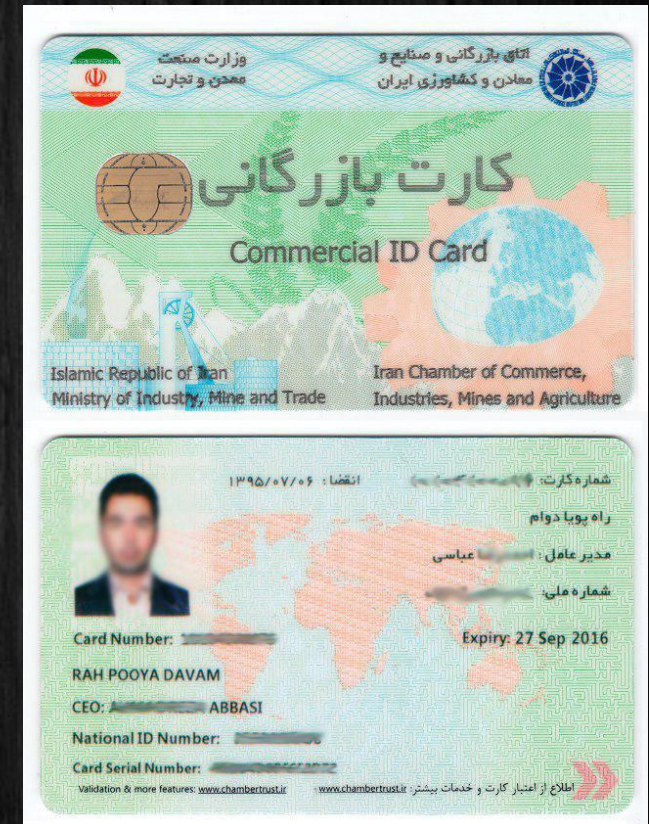 وزارت صنعت
معدن و تجارت
اتاق بازرگانی و صنایع و
معادن و کشاورزی ایران
کارت بازرگانی
Commercial ID Card
Islamic Republic of Iran
Ministry of Industry, Mine and Trade
Iran Chamber of Commerce,
Industries, Mines and Agriculture
شماره کارت:
انقضا: ۱۳۹۵/۰۷/۰۶
راه پویا دوام
مدیر عامل: عباسی
شماره ملی:
Card Number:
Expiry: 27 Sep 2016
RAH POOYA DAVAM
CEO: ABBASI
National ID Number:
Card Serial Number:
Validation & more features: www.chambertrust.ir
اطلاع از اعتبار کارت و خدمات بیشتر: www.chambertrust.ir